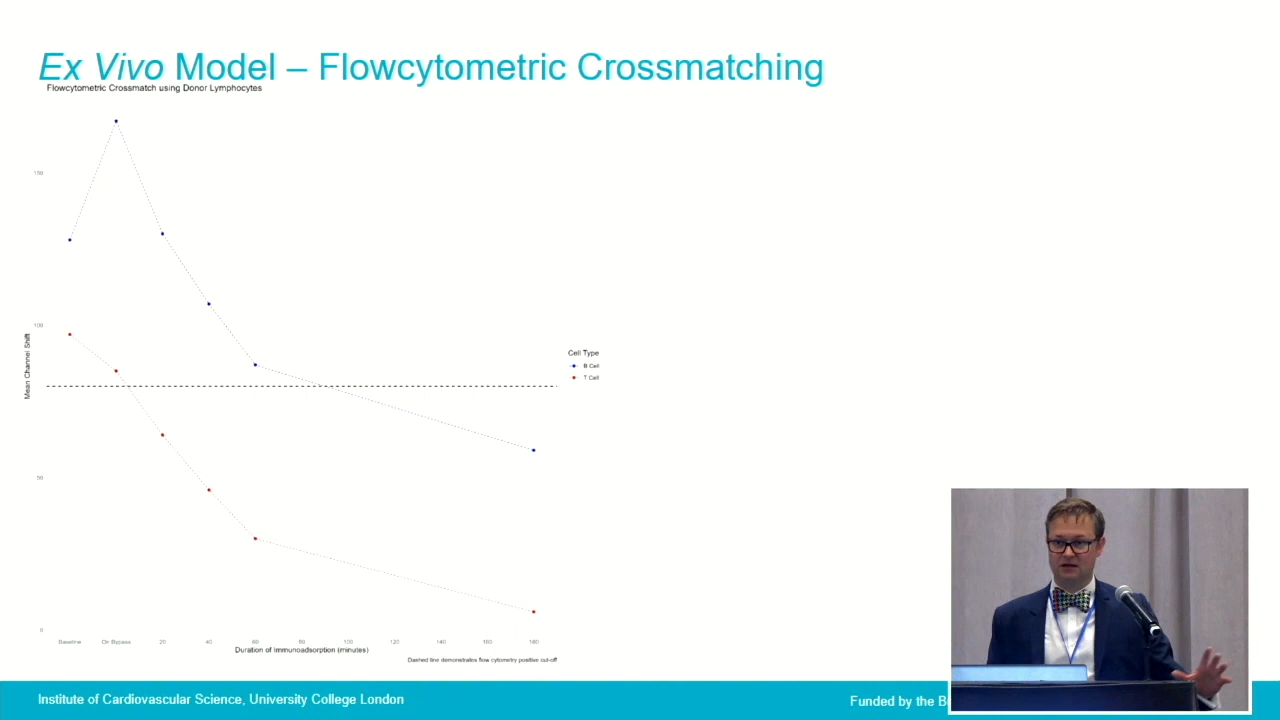 Ex Vivo Model – Flowcytometric Crossmatching
Flowcytometric Crossmatch using Donor Lymphocytes
150
100
50
0
Mean Channel Shift
Cell Type
B Cell
T Cell
Baseline On Bypass 20 40 60 80 100 120 140 160 180
Duration of Immunoadsorption (minutes)
Dashed line demonstrates flow cytometry positive cut-off
Institute of Cardiovascular Science, University College London
Funded by the